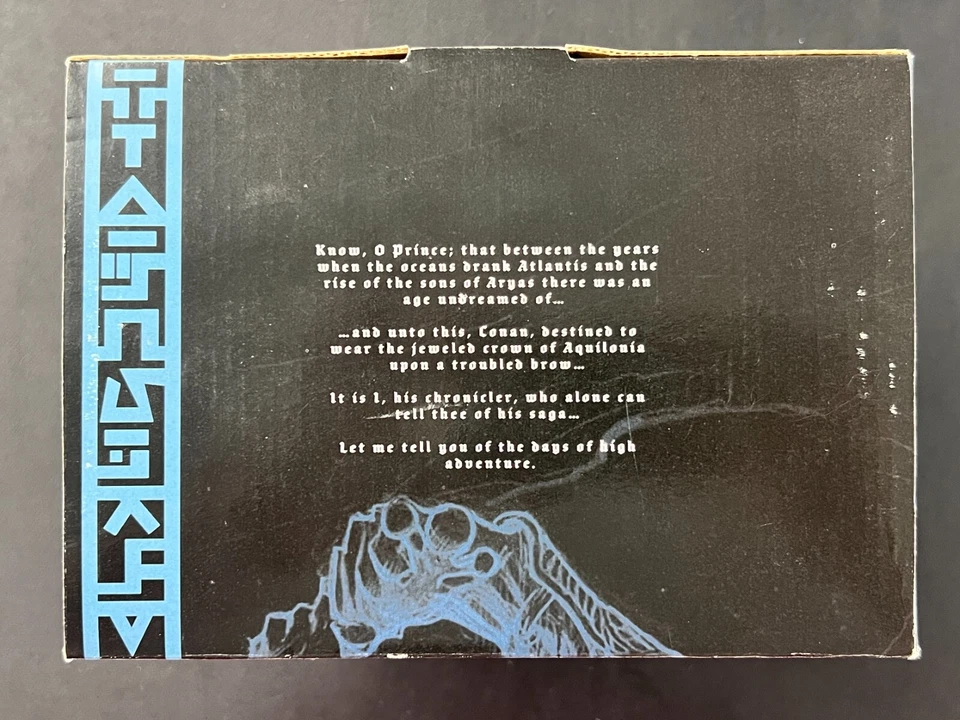 Know, O Prince; that between the years
when the oceans drank Atlantis and the
rise of the sons of Aryas there was an
age undreamed of...
...and unto this, Conan, destined to
wear the jeweled crown of Aquilonia
upon a troubled brow...
It is I, his chronicler, who alone can
tell thee of his saga...
Let me tell you of the days of high
adventure.